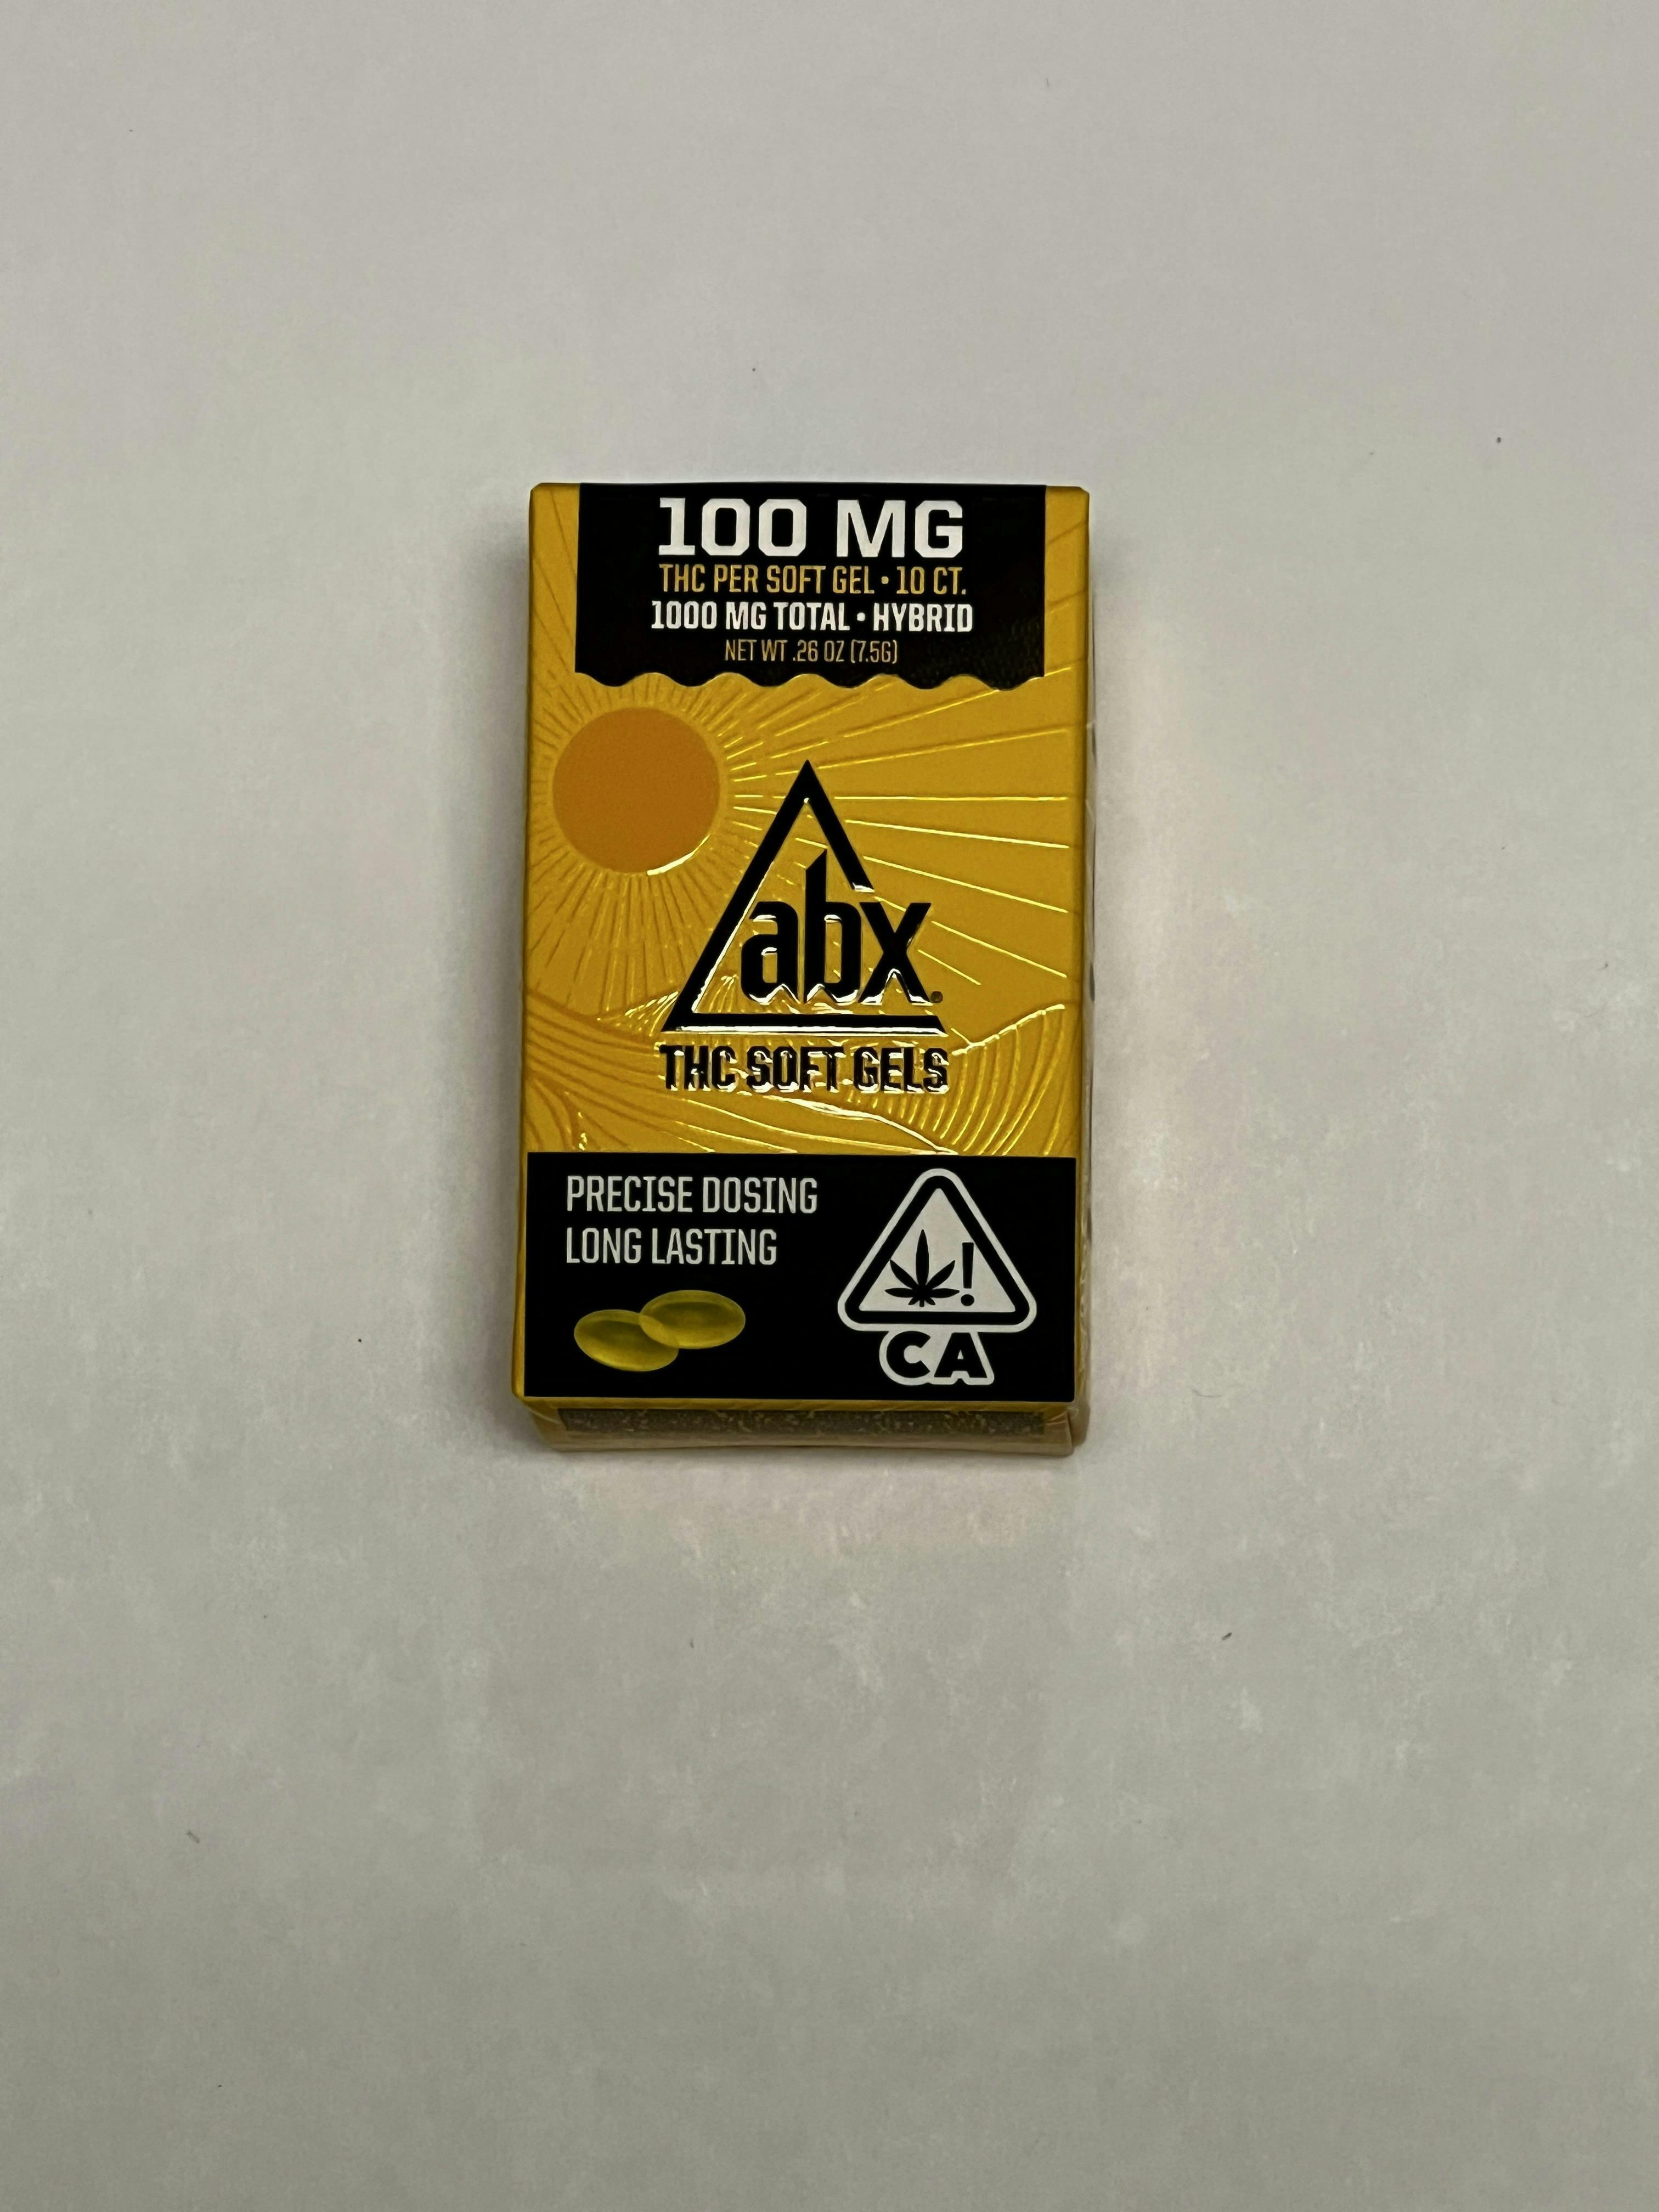 100 MG
THC PER SOFT GEL • 10 CT.
1000 MG TOTAL • HYBRID
NET WT .26 OZ (7.5G)
abx®
THC SOFT GELS
PRECISE DOSING
LONG LASTING
!
CA